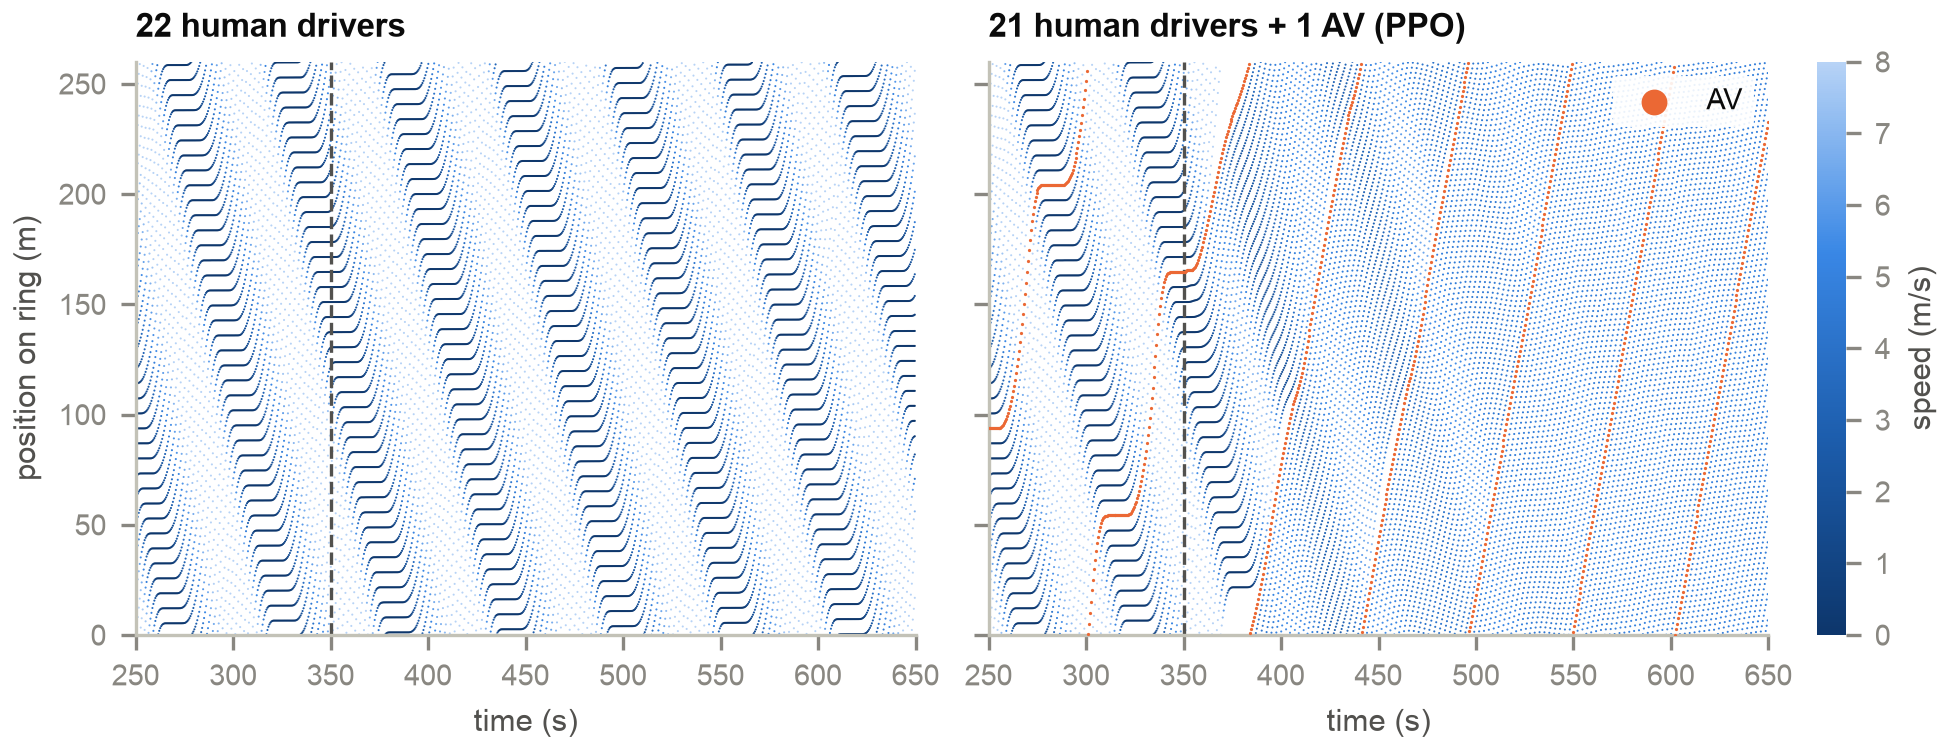 22 human drivers
21 human drivers + 1 AV (PPO)
position on ring (m)
250
200
150
100
50
0
250 300 350 400 450 500 550 600 650
time (s)
AV
250 300 350 400 450 500 550 600 650
time (s)
8
7
6
5
4
3
2
1
0
speed (m/s)